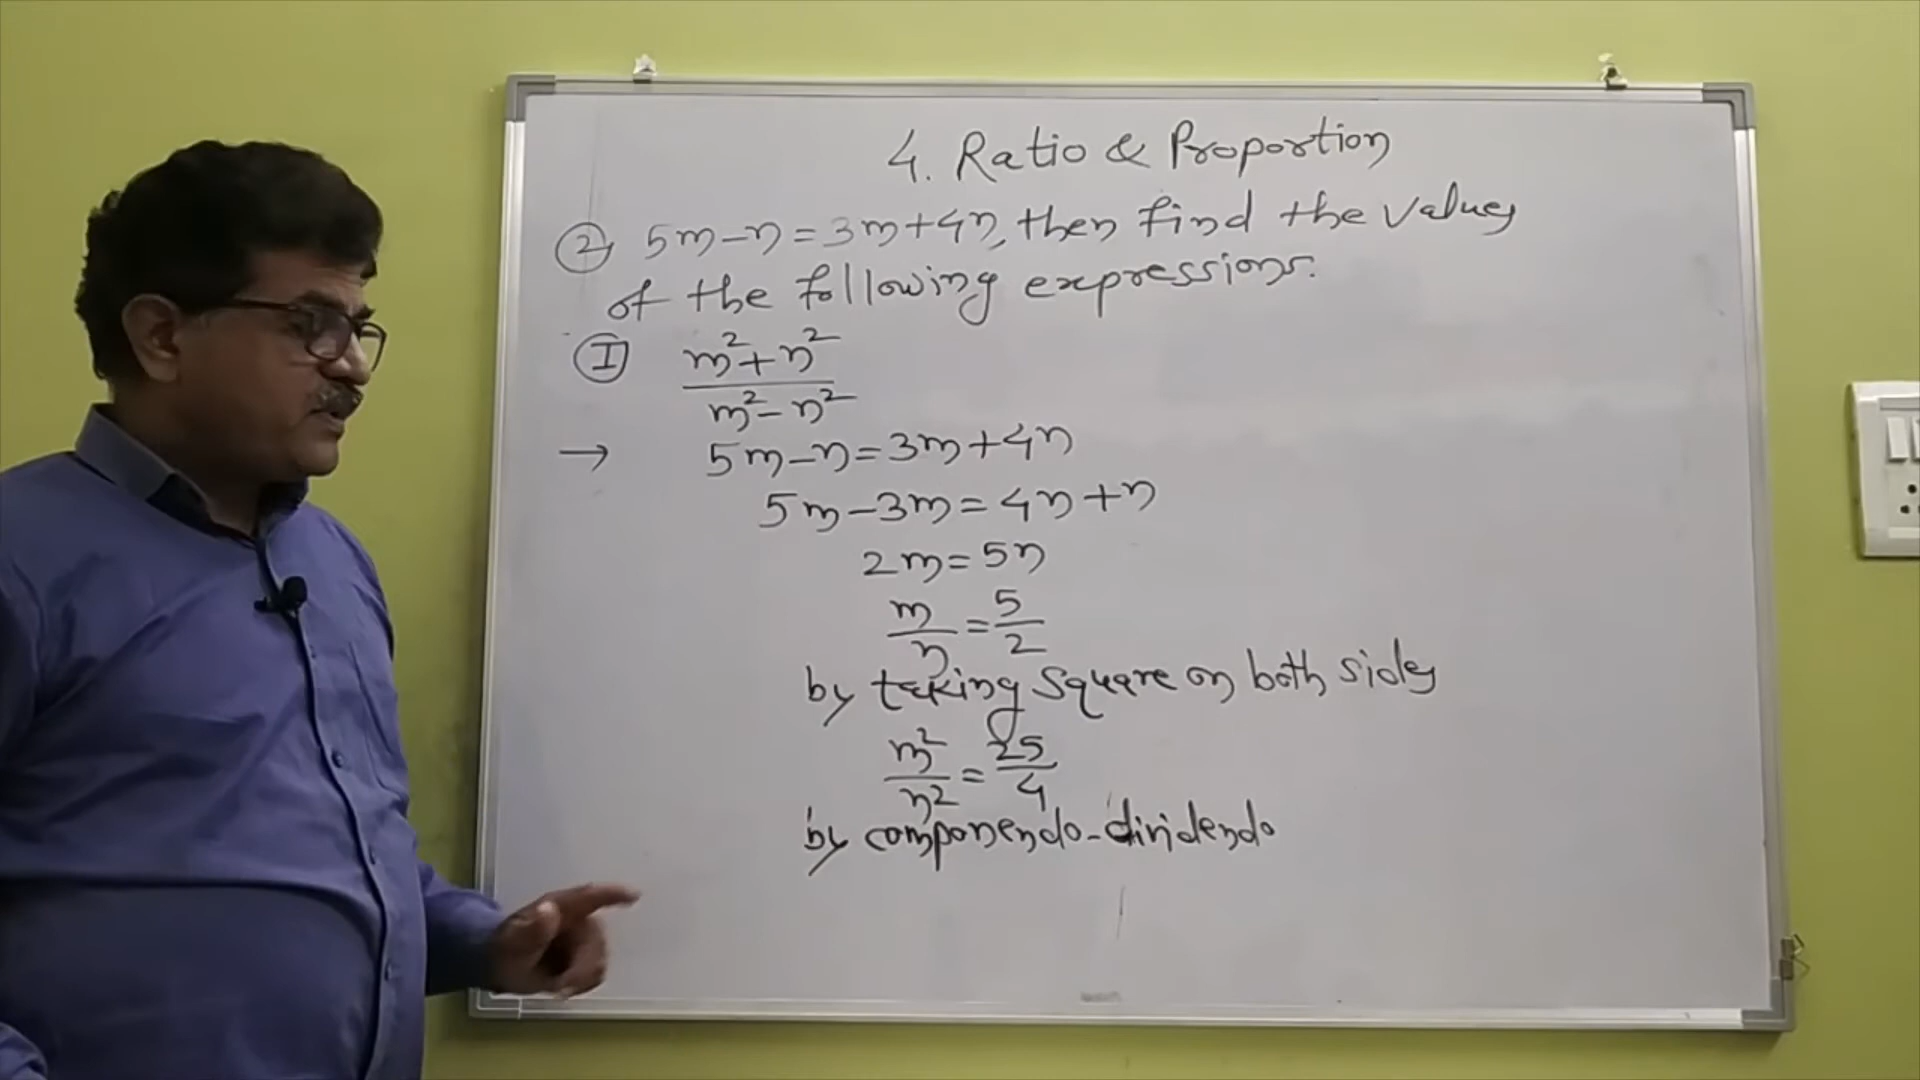 4. Ratio & Proportion
② 5m-n=3m+4n, then find the values
of the following expressions.
Ⓘ m²+n²
m²-n²
→ 5m-n=3m+4n
5m-3m=4n+n
2m=5n
m/n = 5/2
by taking square on both sides
m²/n² = 25/4
by componendo-dividendo